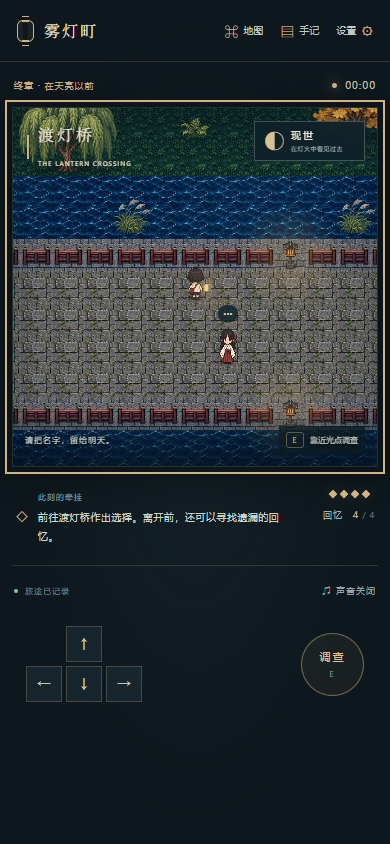 雾灯町
地图
手记
设置
终章 · 在天亮以前
00:00
渡灯桥
THE LANTERN CROSSING
现世
在灯火中看见过去
请把名字，留给明天。
E 靠近光点调查
此刻的牵挂
前往渡灯桥作出选择。离开前，还可以寻找遗漏的回
忆。
回忆 4 / 4
旅途已记录
声音关闭
↑
← ↓ →
调查
E